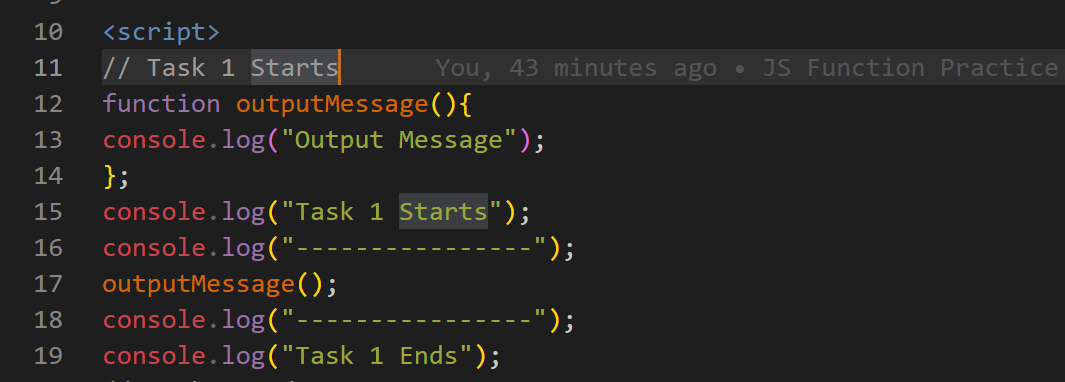 10 <script>
11 // Task 1 Starts You, 43 minutes ago • JS Function Practice
12 function outputMessage(){
13 console.log("Output Message");
14 };
15 console.log("Task 1 Starts");
16 console.log("----------------");
17 outputMessage();
18 console.log("----------------");
19 console.log("Task 1 Ends");